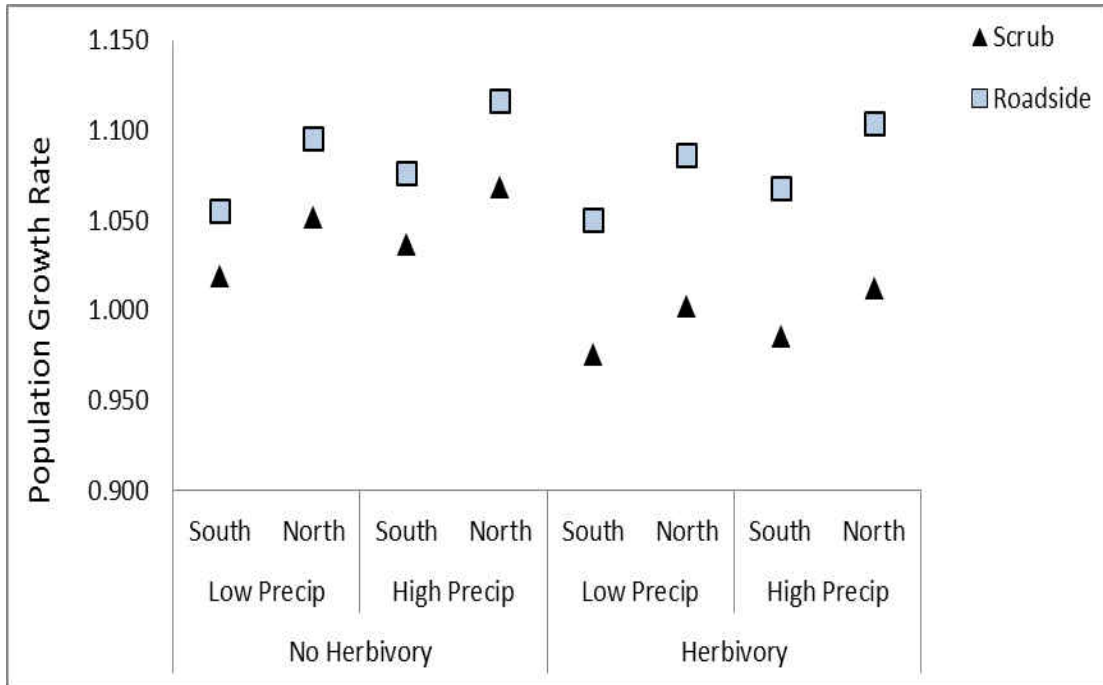 1.150
1.100
1.050
1.000
0.950
0.900
Population Growth Rate
Scrub
Roadside
South North South North South North South North
Low Precip High Precip Low Precip High Precip
No Herbivory Herbivory